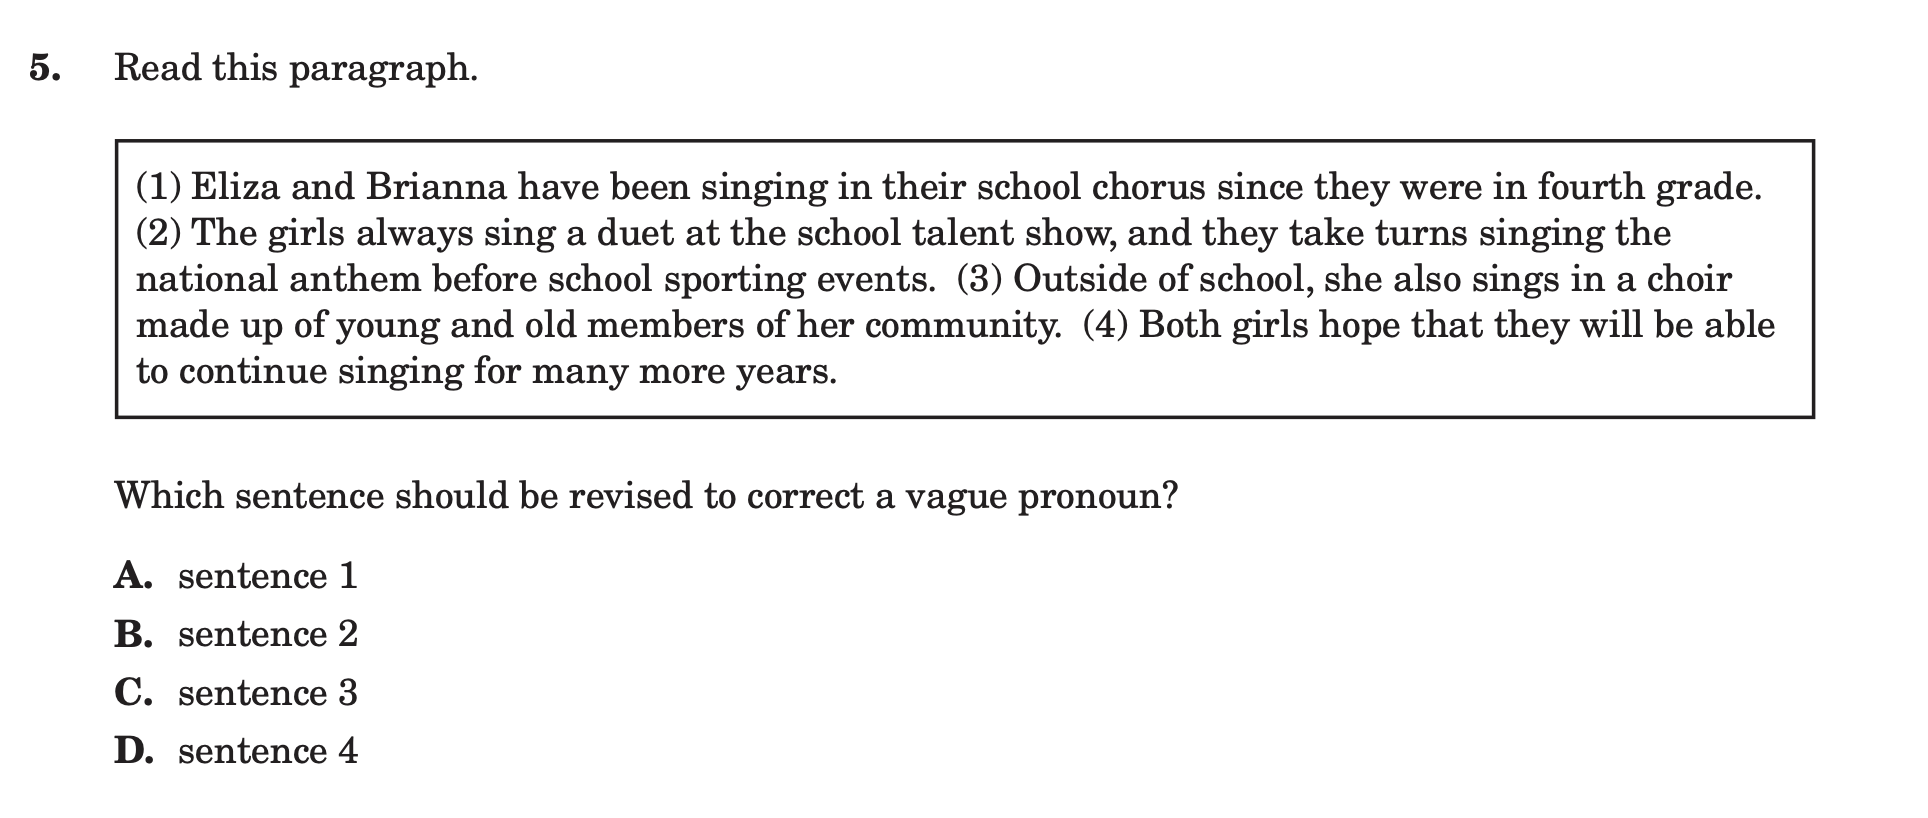 5. Read this paragraph.
(1) Eliza and Brianna have been singing in their school chorus since they were in fourth grade.
(2) The girls always sing a duet at the school talent show, and they take turns singing the
national anthem before school sporting events. (3) Outside of school, she also sings in a choir
made up of young and old members of her community. (4) Both girls hope that they will be able
to continue singing for many more years.
Which sentence should be revised to correct a vague pronoun?
A. sentence 1
B. sentence 2
C. sentence 3
D. sentence 4